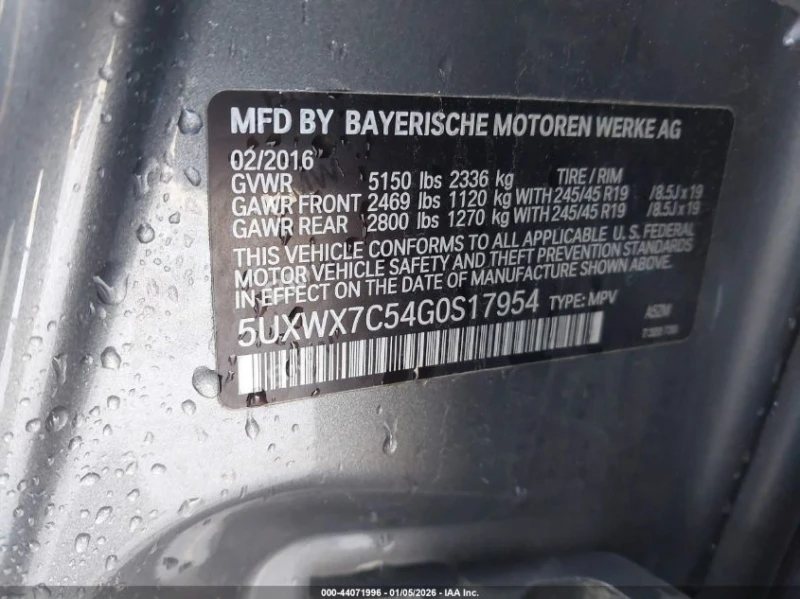 MFD BY BAYERISCHE MOTOREN WERKE AG
02/2016
GVWR 5150 lbs 2336 kg TIRE / RIM
GAWR FRONT 2469 lbs 1120 kg WITH 245/45 R19 /8.5J x 19
GAWR REAR 2800 lbs 1270 kg WITH 245/45 R19 /8.5J x 19
THIS VEHICLE CONFORMS TO ALL APPLICABLE U.S. FEDERAL
MOTOR VEHICLE SAFETY AND THEFT PREVENTION STANDARDS
IN EFFECT ON THE DATE OF MANUFACTURE SHOWN ABOVE.
5UXWX7C54G0S17954 TYPE: MPV
000-44071996 - 01/05/2026 - IAA Inc.